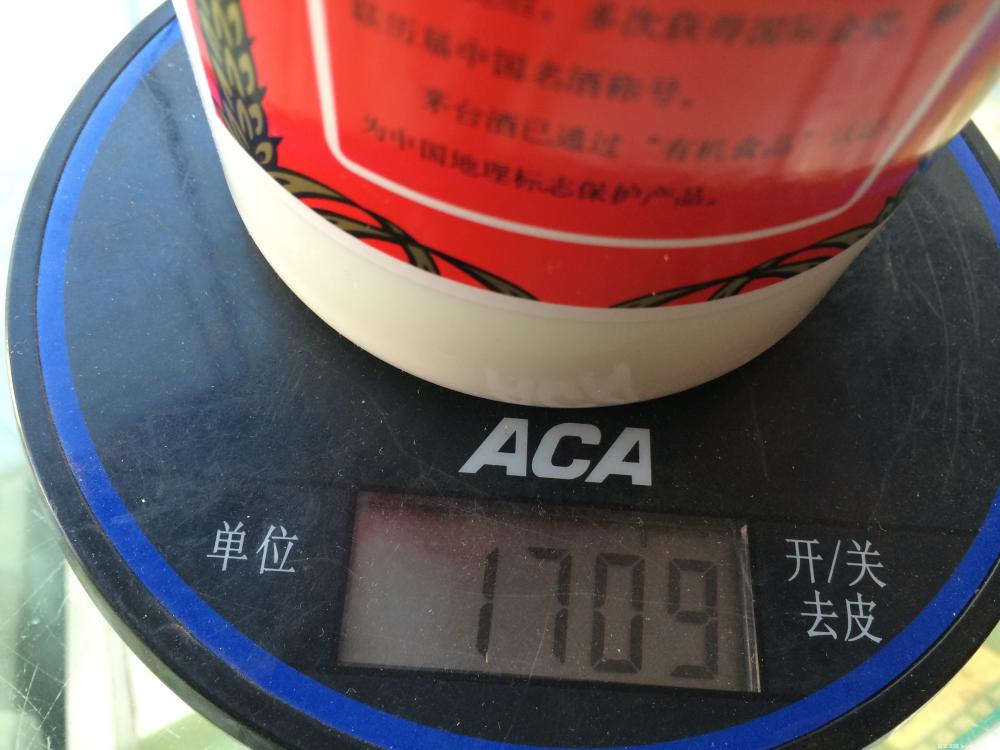 多次获得国际金奖,
历届中国名酒称号。
茅台酒已通过“有机食品”认证
为中国地理标志保护产品。
ACA
单位
1709
开/关
去皮